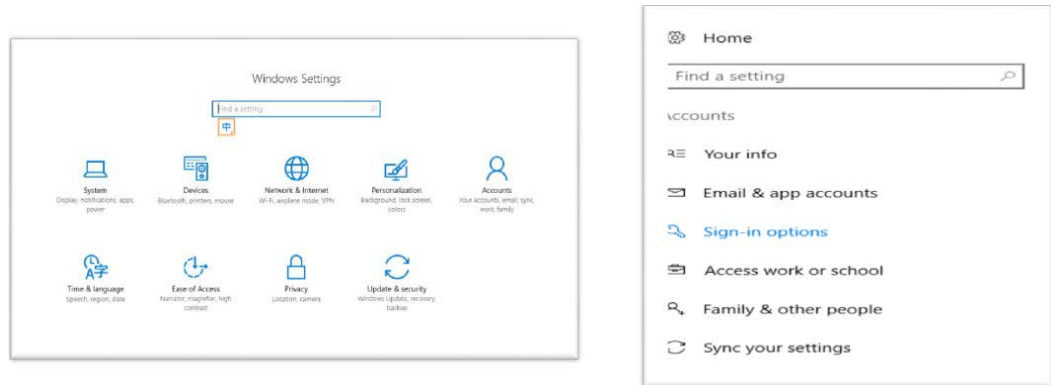 Windows Settings
Find a setting
中
System
Display, notifications, apps,
power
Devices
Bluetooth, printers, mouse
Network & Internet
Wi-Fi, airplane mode, VPN
Personalization
Background, lock screen,
colors
Accounts
Your accounts, email, sync,
work, family
Time & language
Speech, region, date
Ease of Access
Narrator, magnifier, high
contrast
Privacy
Location, camera
Update & security
Windows Update, recovery,
backup
Home
Find a setting
Accounts
Your info
Email & app accounts
Sign-in options
Access work or school
Family & other people
Sync your settings